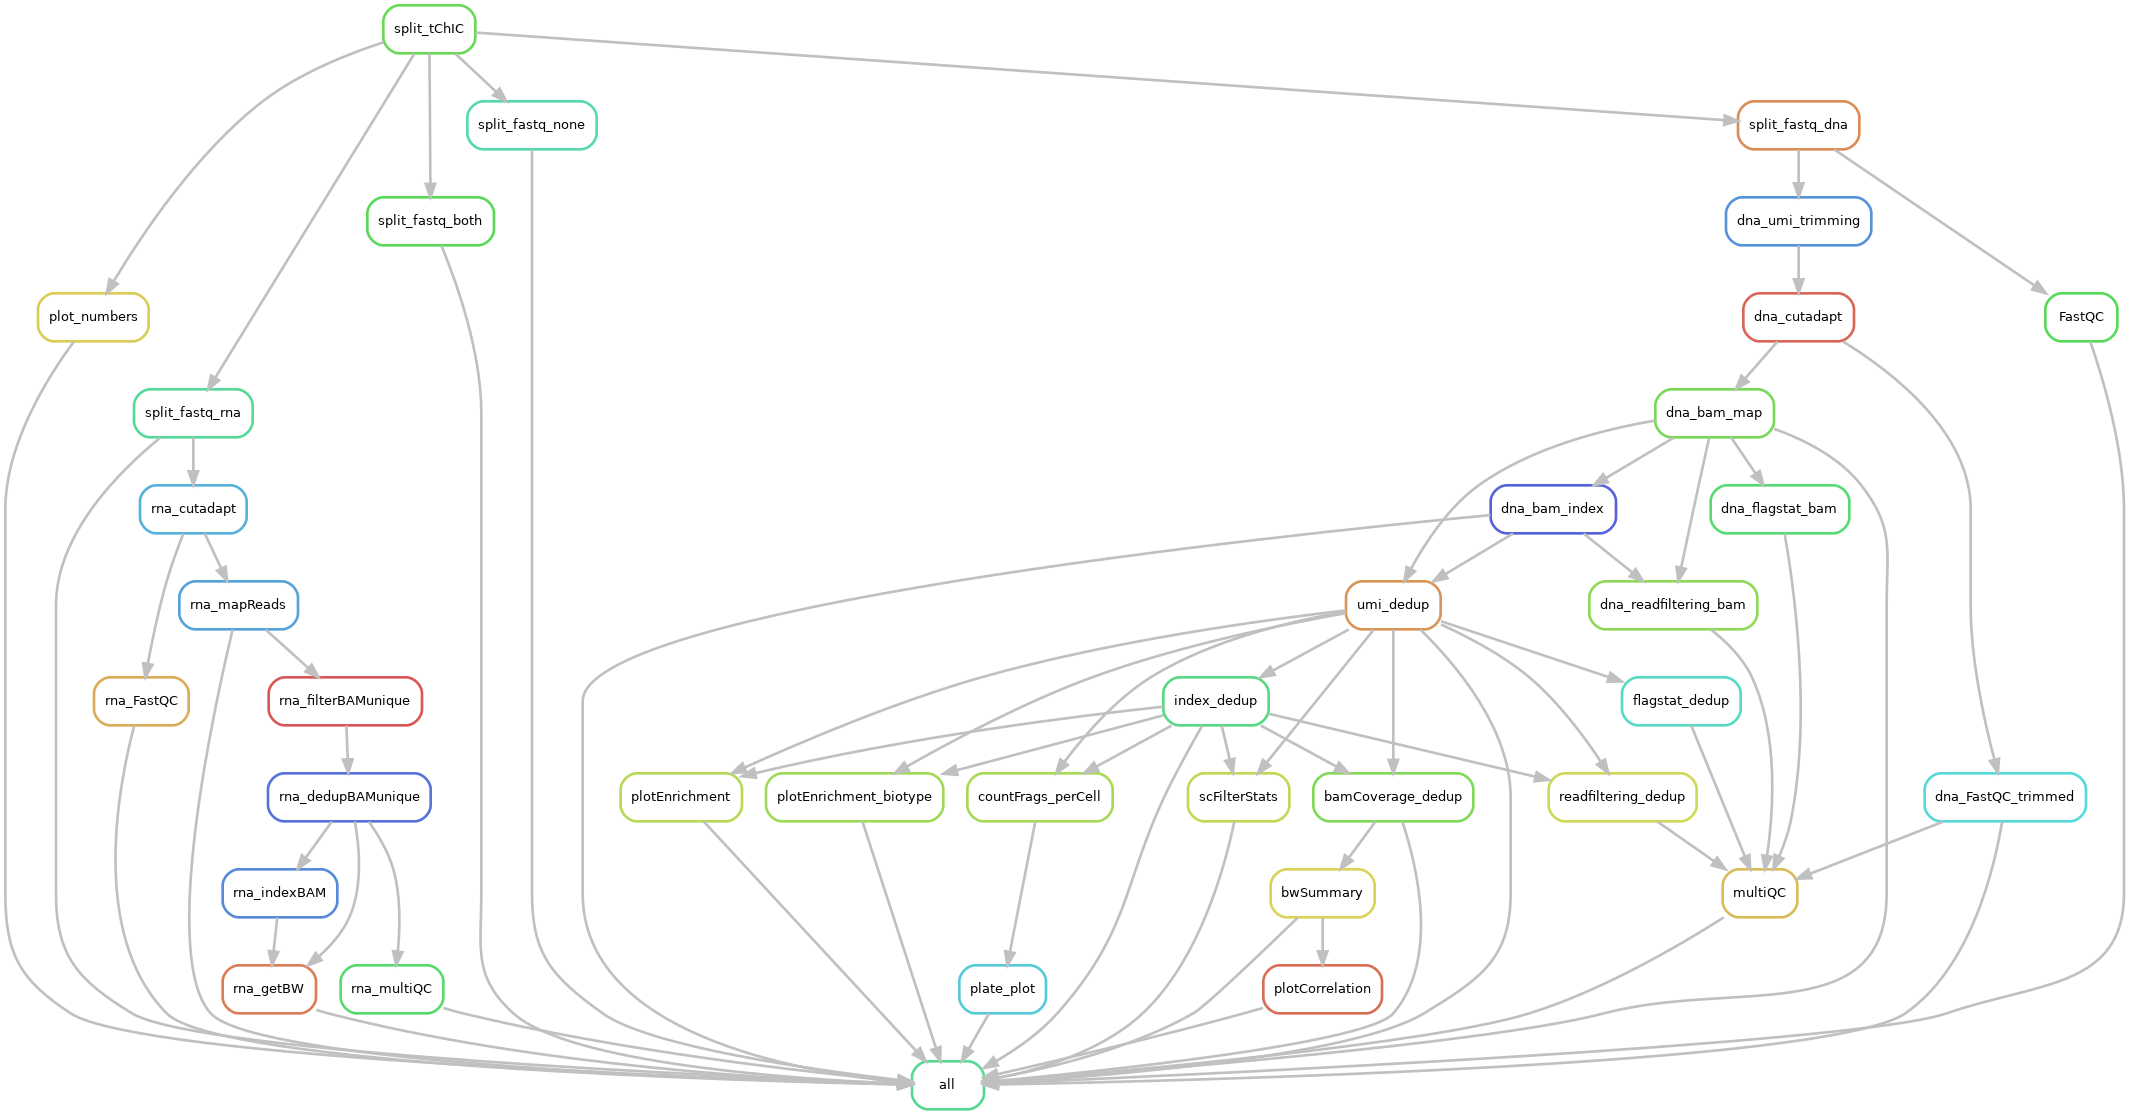 split_tChIC
split_fastq_none
split_fastq_dna
split_fastq_both
dna_umi_trimming
plot_numbers
dna_cutadapt
FastQC
split_fastq_rna
dna_bam_map
rna_cutadapt
dna_bam_index
dna_flagstat_bam
rna_mapReads
umi_dedup
dna_readfiltering_bam
rna_FastQC
rna_filterBAMunique
index_dedup
flagstat_dedup
rna_dedupBAMunique
plotEnrichment
plotEnrichment_biotype
countFrags_perCell
scFilterStats
bamCoverage_dedup
readfiltering_dedup
dna_FastQC_trimmed
rna_indexBAM
bwSummary
multiQC
rna_getBW
rna_multiQC
plate_plot
plotCorrelation
all